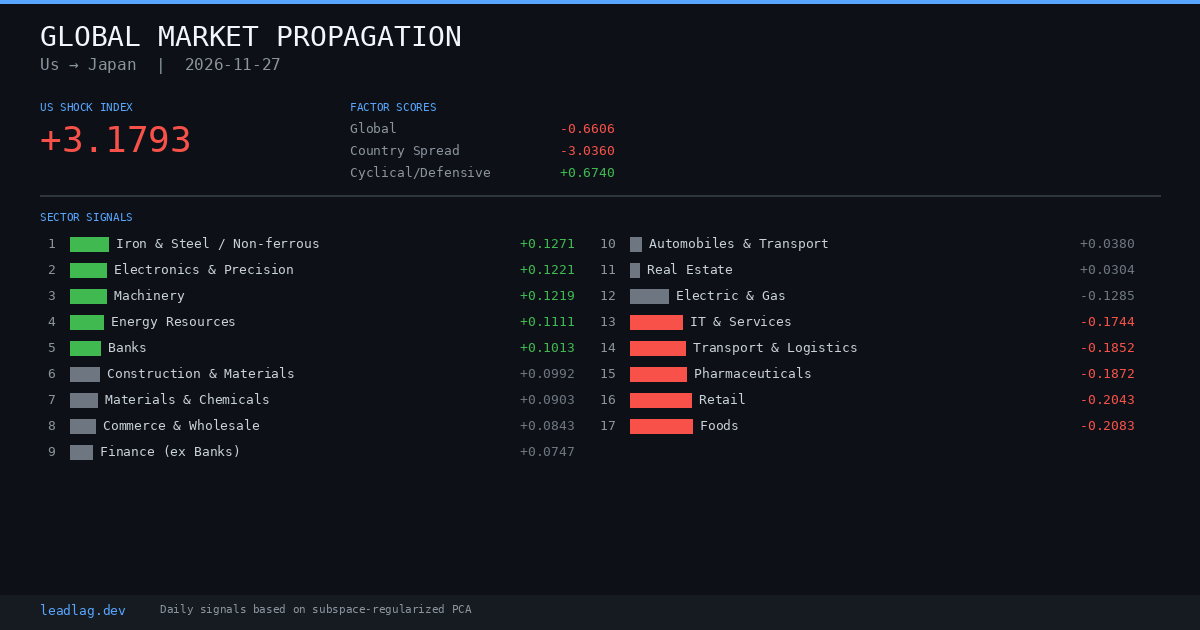 GLOBAL MARKET PROPAGATION
Us → Japan | 2026-11-27
US SHOCK INDEX
+3.1793
FACTOR SCORES
Global -0.6606
Country Spread -3.0360
Cyclical/Defensive +0.6740
SECTOR SIGNALS
1 Iron & Steel / Non-ferrous +0.1271
2 Electronics & Precision +0.1221
3 Machinery +0.1219
4 Energy Resources +0.1111
5 Banks +0.1013
6 Construction & Materials +0.0992
7 Materials & Chemicals +0.0903
8 Commerce & Wholesale +0.0843
9 Finance (ex Banks) +0.0747
10 Automobiles & Transport +0.0380
11 Real Estate +0.0304
12 Electric & Gas -0.1285
13 IT & Services -0.1744
14 Transport & Logistics -0.1852
15 Pharmaceuticals -0.1872
16 Retail -0.2043
17 Foods -0.2083
leadlag.dev Daily signals based on subspace-regularized PCA